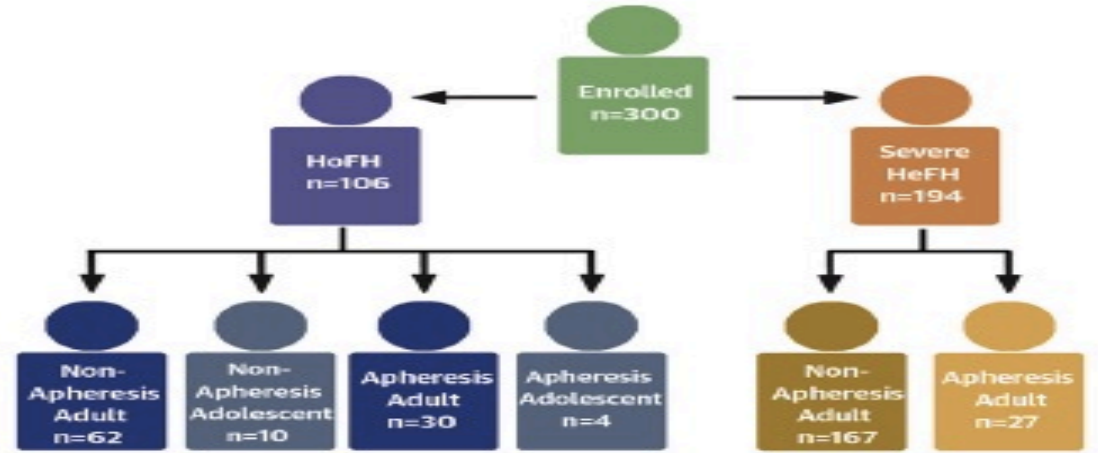 Enrolled
n=300
HoFH
n=106
Severe
HeFH
n=194
Non-
Apheresis
Adult
n=62
Non-
Apheresis
Adolescent
n=10
Apheresis
Adult
n=30
Apheresis
Adolescent
n=4
Non-
Apheresis
Adult
n=167
Apheresis
Adult
n=27